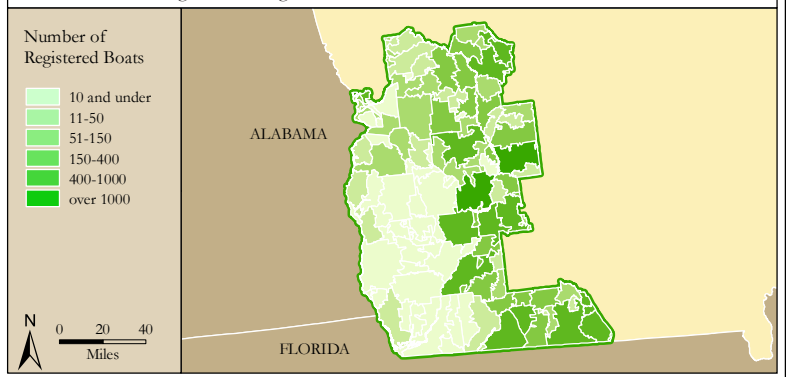 Number of
Registered Boats
10 and under
11-50
51-150
150-400
400-1000
over 1000
ALABAMA
N
0 20 40
Miles
FLORIDA